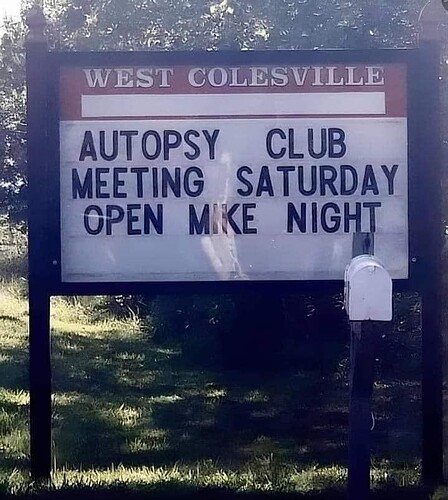 WEST COLESVILLE
AUTOPSY CLUB
MEETING SATURDAY
OPEN MIKE NIGHT